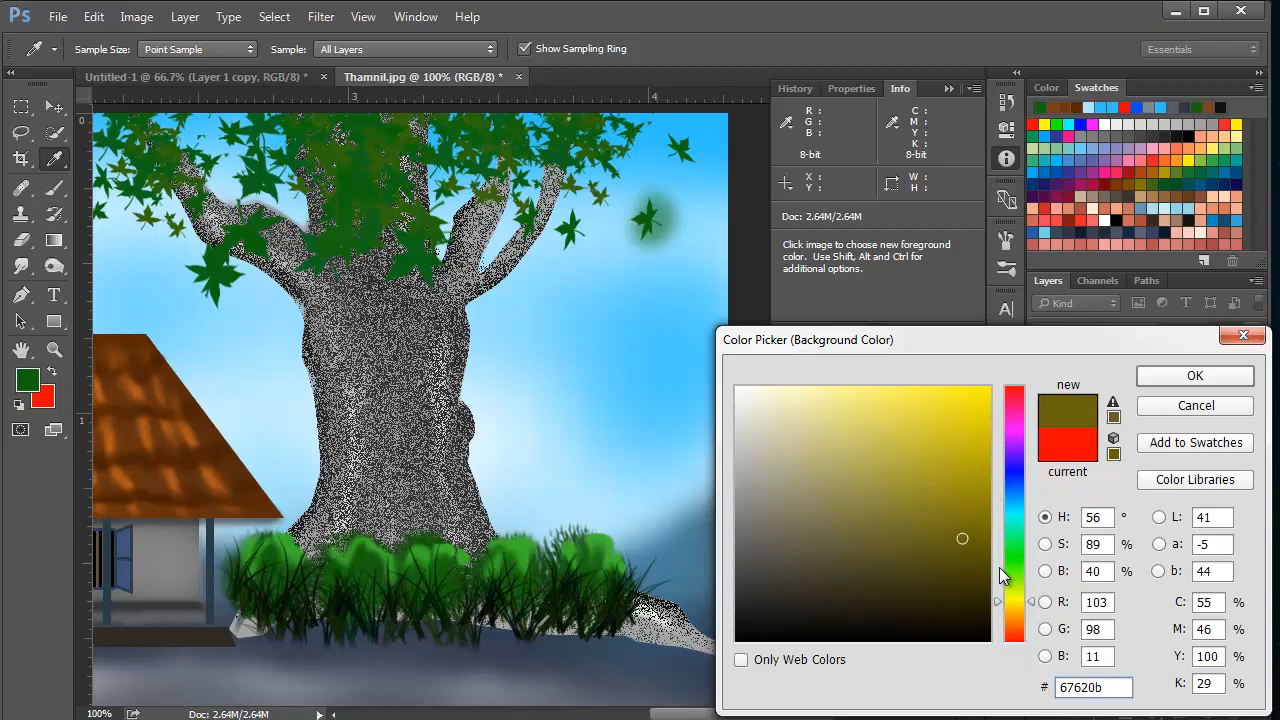 Ps File Edit Image Layer Type Select Filter View Window Help
Sample Size: Point Sample Sample: All Layers Show Sampling Ring Essentials
Untitled-1 @ 66.7% (Layer 1 copy, RGB/8) * × Thamnil.jpg @ 100% (RGB/8) * ×
History Properties Info
Color Swatches
3 4
0
1
R : C :
G : M :
B : Y :
K :
8-bit 8-bit
X : W :
Y : H :
Doc: 2.64M/2.64M
Click image to choose new foreground
color. Use Shift, Alt and Ctrl for
additional options.
Layers Channels Paths
Kind
Color Picker (Background Color)
new
current
OK
Cancel
Add to Swatches
Color Libraries
H: 56 ° L: 41
S: 89 % a: -5
B: 40 % b: 44
R: 103 C: 55 %
G: 98 M: 46 %
B: 11 Y: 100 %
# 67620b K: 29 %
Only Web Colors
100% Doc: 2.64M/2.64M